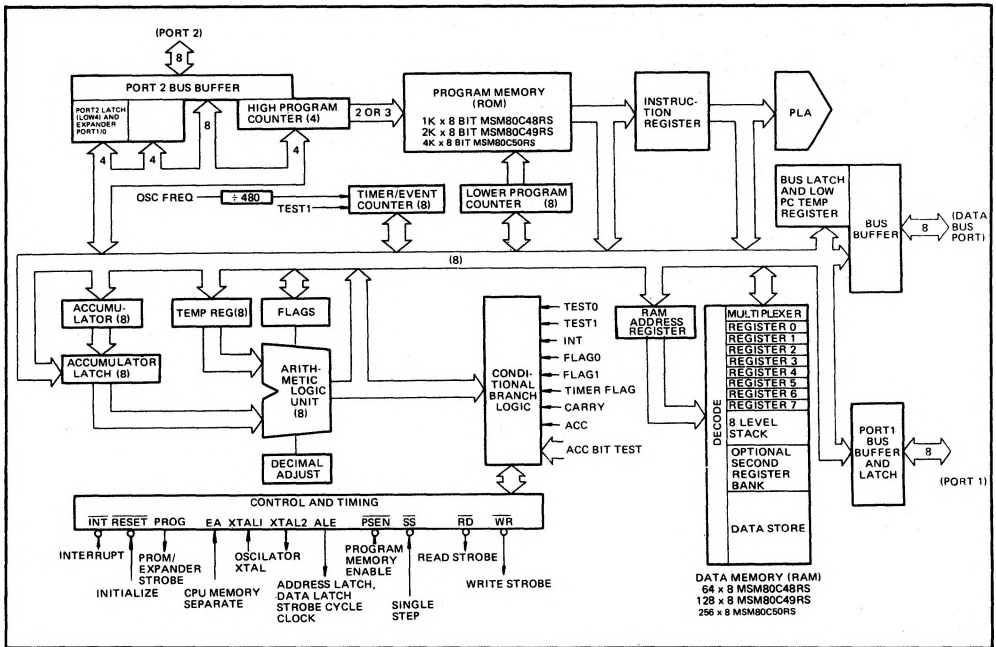 (PORT 2)
8
PORT 2 BUS BUFFER
PORT2 LATCH
(LOW4) AND
EXPANDER
PORT1/0
8
4
4
4
HIGH PROGRAM
COUNTER (4)
2 OR 3
PROGRAM MEMORY
(ROM)
1K x 8 BIT MSM80C48RS
2K x 8 BIT MSM80C49RS
4K x 8 BIT MSM80C50RS
INSTRUC-
TION
REGISTER
PLA
OSC FREQ
÷ 480
TEST1
TIMER/EVENT
COUNTER (8)
LOWER PROGRAM
COUNTER (8)
BUS LATCH
AND LOW
PC TEMP
REGISTER
BUS
BUFFER
8
(DATA
BUS
PORT)
(8)
ACCUMU-
LATOR (8)
TEMP REG(8)
FLAGS
ACCUMULATOR
LATCH (8)
ARITH-
METIC
LOGIC
UNIT
(8)
DECIMAL
ADJUST
CONDI-
TIONAL
BRANCH
LOGIC
TEST0
TEST1
INT
FLAG0
FLAG1
TIMER FLAG
CARRY
ACC
ACC BIT TEST
RAM
ADDRESS
REGISTER
DECODE
MULTIPLEXER
REGISTER 0
REGISTER 1
REGISTER 2
REGISTER 3
REGISTER 4
REGISTER 5
REGISTER 6
REGISTER 7
8 LEVEL
STACK
OPTIONAL
SECOND
REGISTER
BANK
DATA STORE
DATA MEMORY (RAM)
64 x 8 MSM80C48RS
128 x 8 MSM80C49RS
256 x 8 MSM80C50RS
PORT1
BUS
BUFFER
AND
LATCH
8
(PORT 1)
CONTROL AND TIMING
INT RESET PROG EA XTAL1 XTAL2 ALE PSEN SS RD WR
INTERRUPT
INITIALIZE
PROM/
EXPANDER
STROBE
CPU MEMORY
SEPARATE
OSCILATOR
XTAL
ADDRESS LATCH,
DATA LATCH
STROBE CYCLE
CLOCK
PROGRAM
MEMORY
ENABLE
SINGLE
STEP
READ STROBE
WRITE STROBE